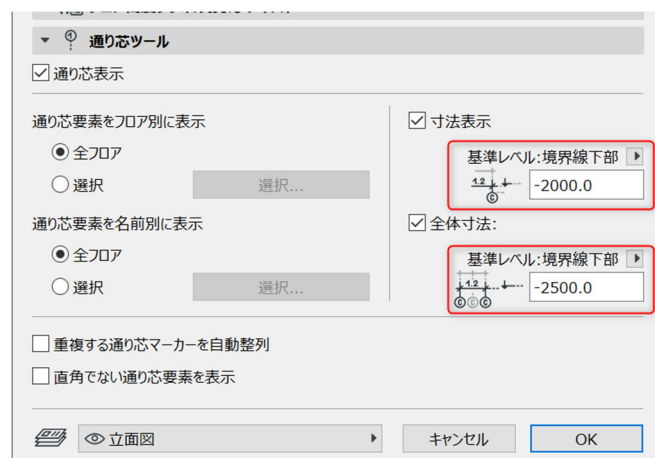 通り芯ツール
通り芯表示
通り芯要素をフロア別に表示
全フロア
選択
選択...
通り芯要素を名前別に表示
全フロア
選択
選択...
寸法表示
基準レベル:境界線下部
1.2
-2000.0
C
全体寸法:
基準レベル:境界線下部
1.2
-2500.0
C C C
重複する通り芯マーカーを自動整列
直角でない通り芯要素を表示
立面図
キャンセル
OK